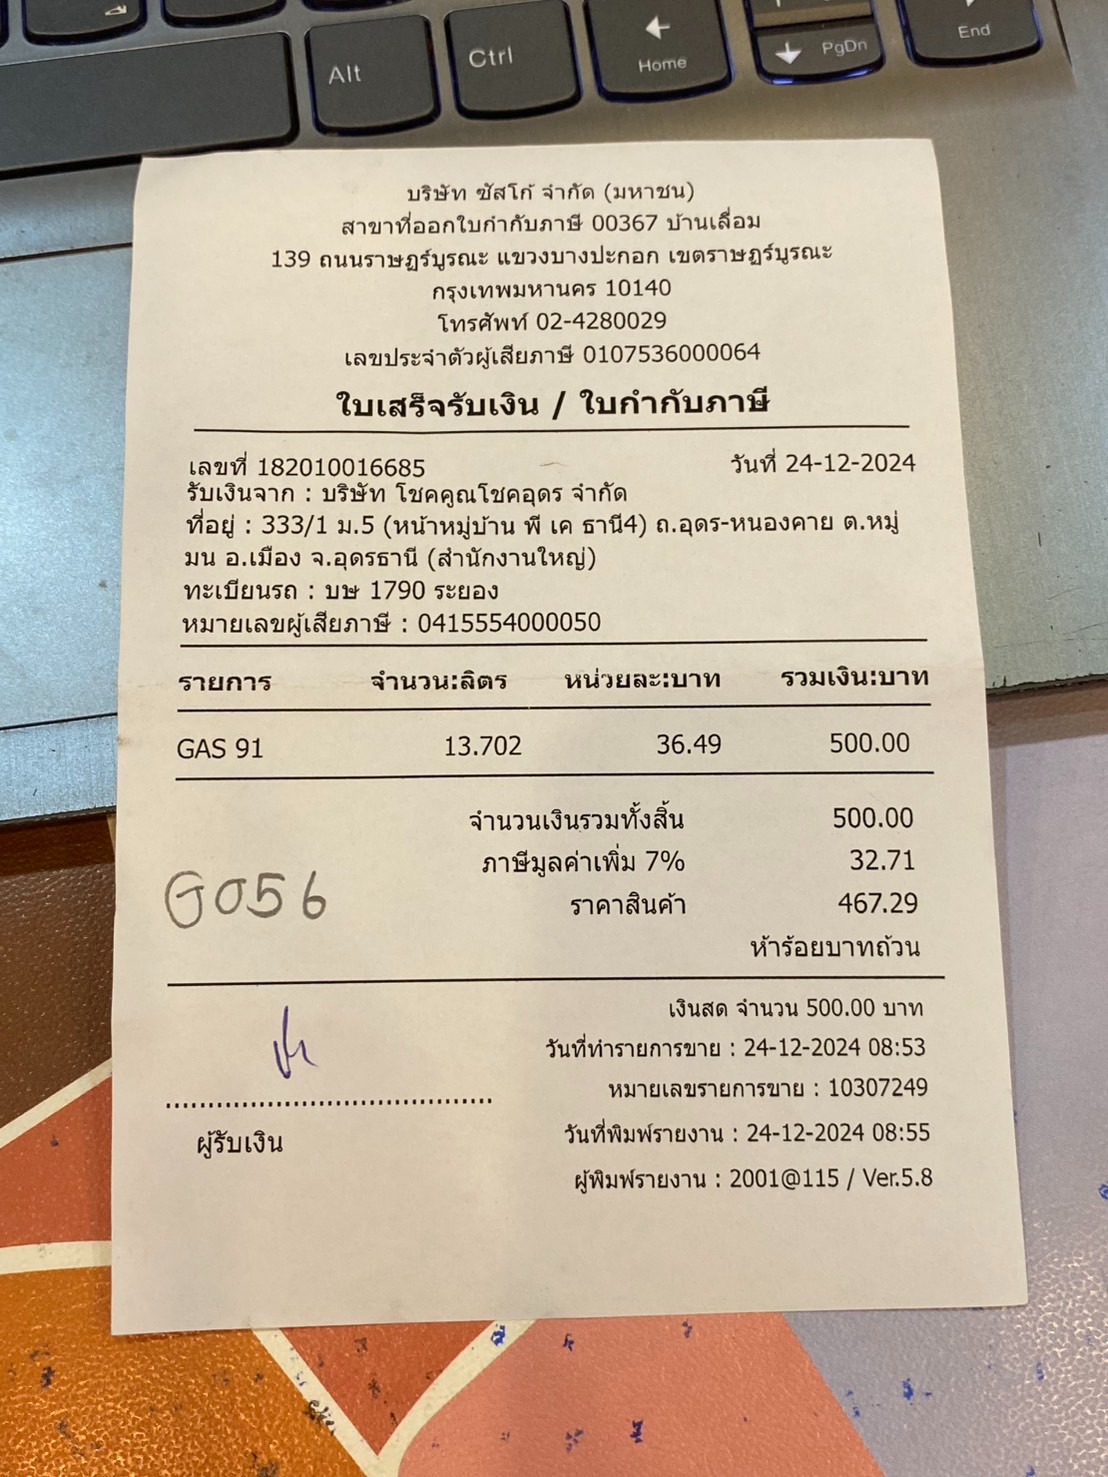 Alt
Ctrl
Home
PgDn
End
บริษัท ซัสโก้ จำกัด (มหาชน)
สาขาที่ออกใบกำกับภาษี 00367 บ้านเลื่อม
139 ถนนราษฎร์บูรณะ แขวงบางปะกอก เขตราษฎร์บูรณะ
กรุงเทพมหานคร 10140
โทรศัพท์ 02-4280029
เลขประจำตัวผู้เสียภาษี 0107536000064
ใบเสร็จรับเงิน / ใบกำกับภาษี
เลขที่ 182010016685 วันที่ 24-12-2024
รับเงินจาก : บริษัท โชคคูณโชคอุดร จำกัด
ที่อยู่ : 333/1 ม.5 (หน้าหมู่บ้าน พี เค ธานี4) ถ.อุดร-หนองคาย ต.หมู่
มน อ.เมือง จ.อุดรธานี (สำนักงานใหญ่)
ทะเบียนรถ : บษ 1790 ระยอง
หมายเลขผู้เสียภาษี : 0415554000050
รายการ จำนวน:ลิตร หน่วยละ:บาท รวมเงิน:บาท
GAS 91 13.702 36.49 500.00
จำนวนเงินรวมทั้งสิ้น 500.00
ภาษีมูลค่าเพิ่ม 7% 32.71
ราคาสินค้า 467.29
G056
ห้าร้อยบาทถ้วน
เงินสด จำนวน 500.00 บาท
วันที่ทำรายการขาย : 24-12-2024 08:53
หมายเลขรายการขาย : 10307249
วันที่พิมพ์รายงาน : 24-12-2024 08:55
ผู้รับเงิน
ผู้พิมพ์รายงาน : 2001@115 / Ver.5.8